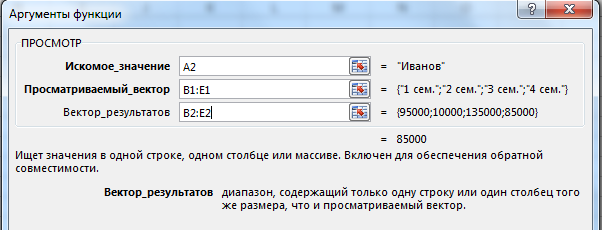 Аргументы функции
ПРОСМОТР
Искомое_значение A2 = "Иванов"
Просматриваемый_вектор B1:E1 = {"1 сем.";"2 сем.";"3 сем.";"4 сем."}
Вектор_результатов B2:E2 = {95000;10000;135000;85000}
= 85000
Ищет значения в одной строке, одном столбце или массиве. Включен для обеспечения обратной
совместимости.
Вектор_результатов диапазон, содержащий только одну строку или один столбец того
же размера, что и просматриваемый вектор.